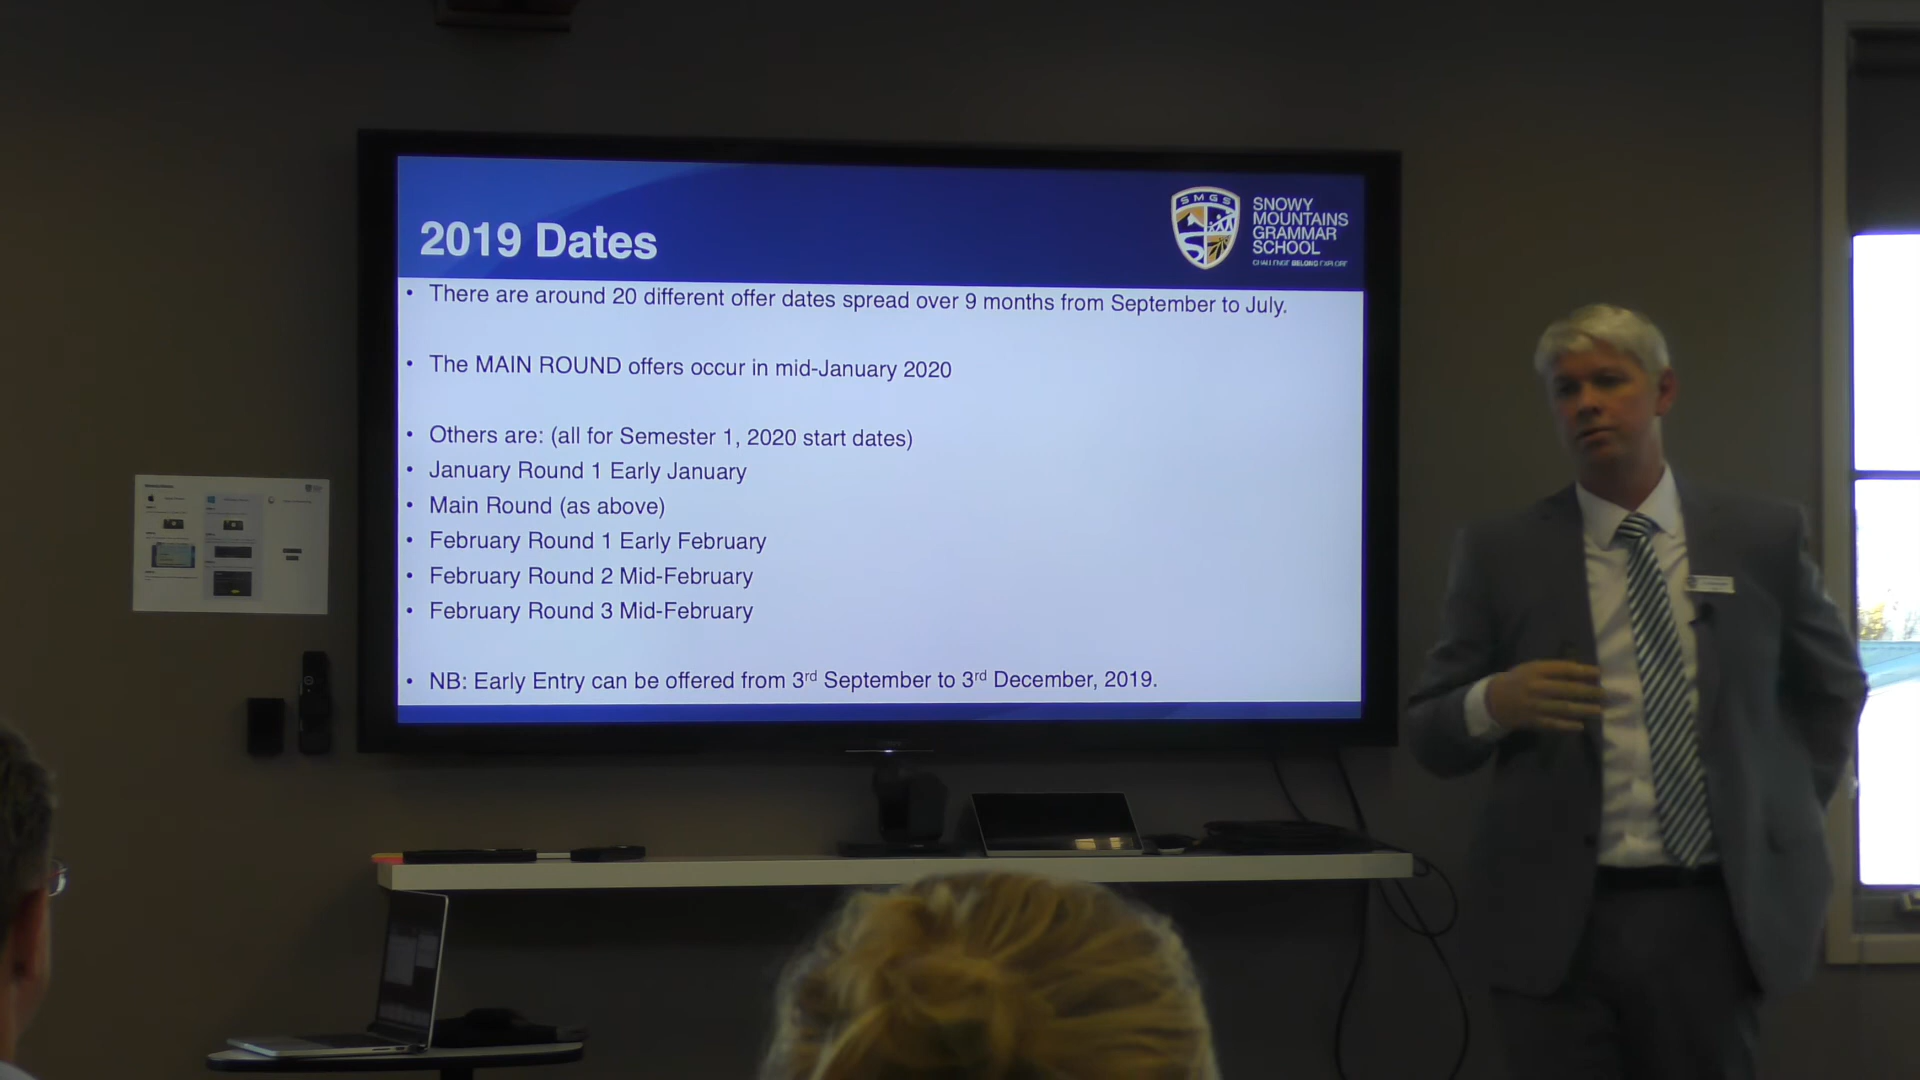 2019 Dates
SMGS
SNOWY
MOUNTAINS
GRAMMAR
SCHOOL
CHALLENGE BELONG EXPLORE
• There are around 20 different offer dates spread over 9 months from September to July.
• The MAIN ROUND offers occur in mid-January 2020
• Others are: (all for Semester 1, 2020 start dates)
• January Round 1 Early January
• Main Round (as above)
• February Round 1 Early February
• February Round 2 Mid-February
• February Round 3 Mid-February
• NB: Early Entry can be offered from 3rd September to 3rd December, 2019.